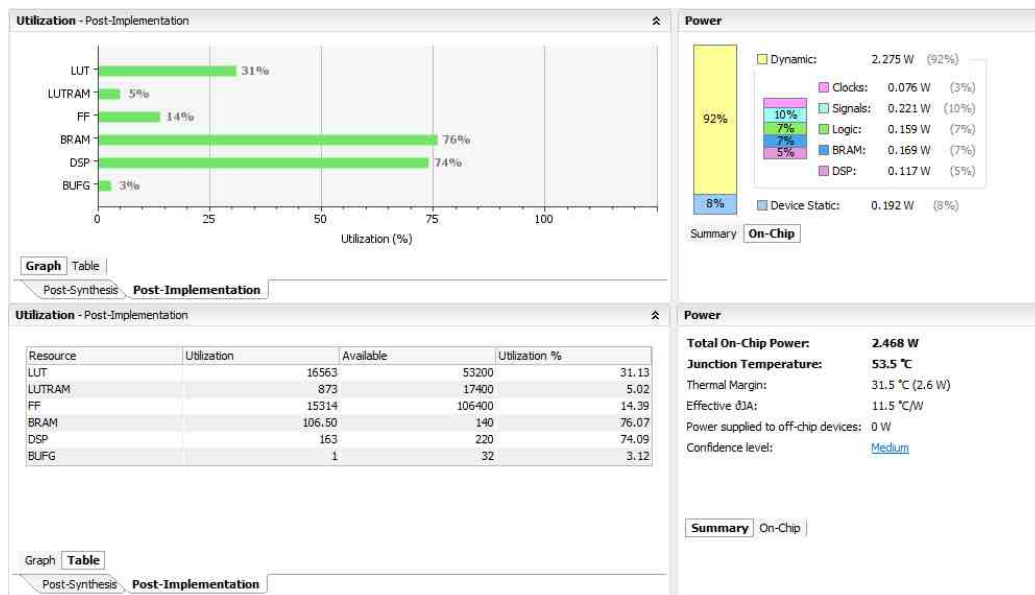 Utilization - Post-Implementation
LUT 31%
LUTRAM 5%
FF 14%
BRAM 76%
DSP 74%
BUFG 3%
0 25 50 75 100
Utilization (%)
Graph Table
Post-Synthesis Post-Implementation
Power
92%
8%
Dynamic: 2.275 W (92%)
10%
7%
7%
5%
Clocks: 0.076 W (3%)
Signals: 0.221 W (10%)
Logic: 0.159 W (7%)
BRAM: 0.169 W (7%)
DSP: 0.117 W (5%)
Device Static: 0.192 W (8%)
Summary On-Chip
Utilization - Post-Implementation
Resource Utilization Available Utilization %
LUT 16563 53200 31.13
LUTRAM 873 17400 5.02
FF 15314 106400 14.39
BRAM 106.50 140 76.07
DSP 163 220 74.09
BUFG 1 32 3.12
Graph Table
Post-Synthesis Post-Implementation
Power
Total On-Chip Power: 2.468 W
Junction Temperature: 53.5 °C
Thermal Margin: 31.5 °C (2.6 W)
Effective ϑJA: 11.5 °C/W
Power supplied to off-chip devices: 0 W
Confidence level: Medium
Summary On-Chip